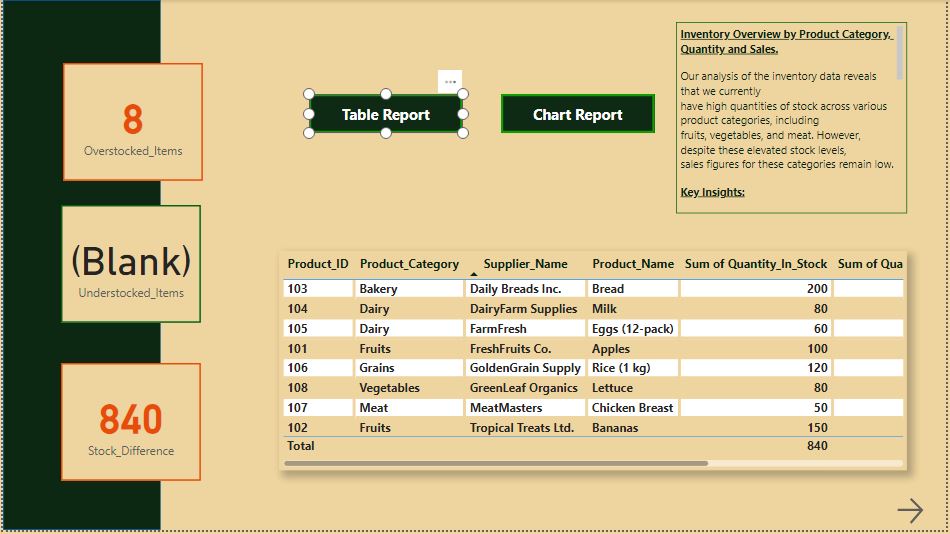 8
Overstocked_Items
(Blank)
Understocked_Items
840
Stock_Difference
Table Report
Chart Report
Inventory Overview by Product Category,
Quantity and Sales.
Our analysis of the inventory data reveals
that we currently
have high quantities of stock across various
product categories, including
fruits, vegetables, and meat. However,
despite these elevated stock levels,
sales figures for these categories remain low.
Key Insights:
Product_ID Product_Category Supplier_Name Product_Name Sum of Quantity_In_Stock Sum of Qua
103 Bakery Daily Breads Inc. Bread 200
104 Dairy DairyFarm Supplies Milk 80
105 Dairy FarmFresh Eggs (12-pack) 60
101 Fruits FreshFruits Co. Apples 100
106 Grains GoldenGrain Supply Rice (1 kg) 120
108 Vegetables GreenLeaf Organics Lettuce 80
107 Meat MeatMasters Chicken Breast 50
102 Fruits Tropical Treats Ltd. Bananas 150
Total 840